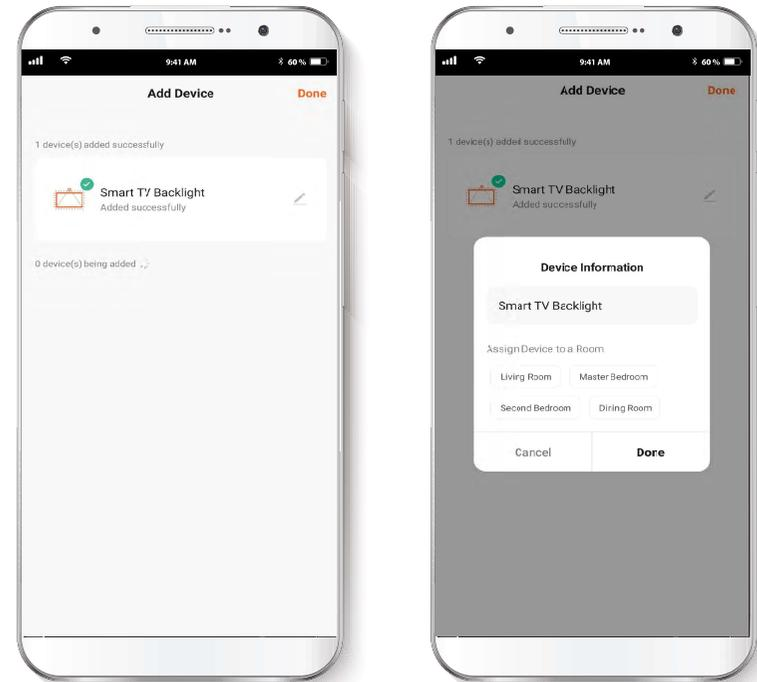 9:41 AM
60 %
Add Device
Done
1 device(s) added successfully
Smart TV Backlight
Added successfully
0 device(s) being added
9:41 AM
60 %
Add Device
Done
1 device(s) added successfully
Smart TV Backlight
Added successfully
Device Information
Smart TV Backlight
Assign Device to a Room
Living Room
Master Bedroom
Second Bedroom
Diring Room
Cancel
Done